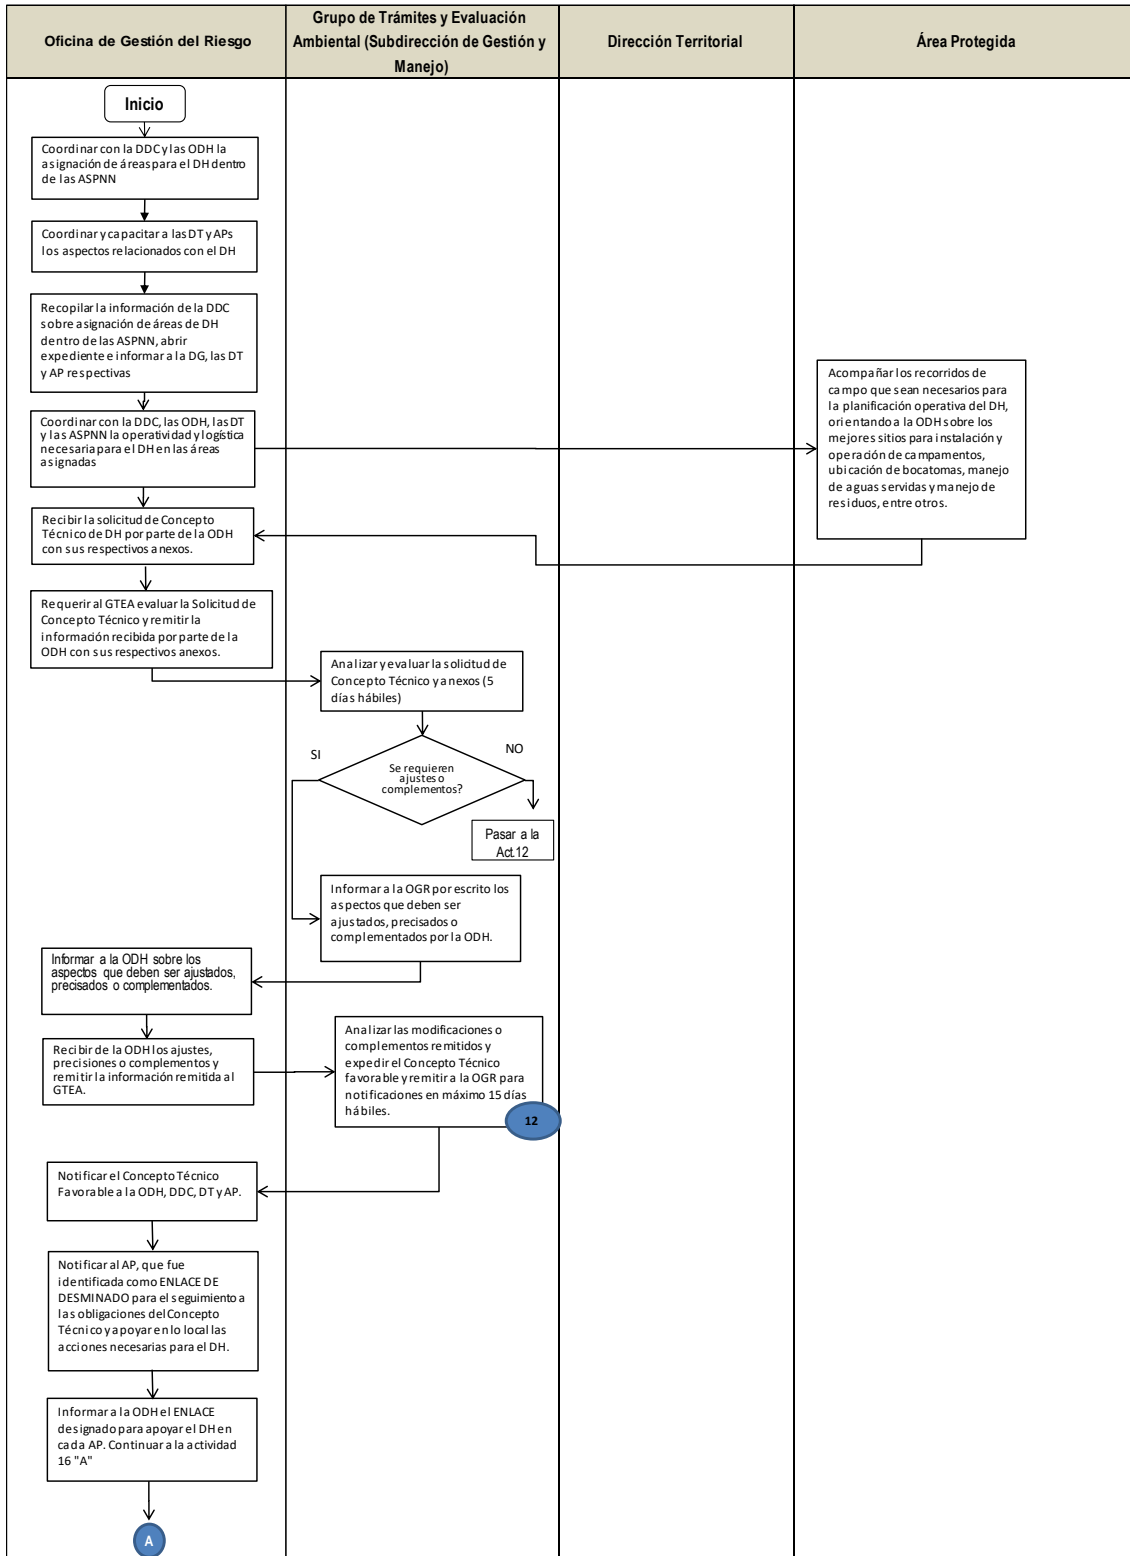 Oficina de Gestión del Riesgo
Grupo de Trámites y Evaluación
Ambiental (Subdirección de Gestión y
Manejo)
Dirección Territorial
Área Protegida
Inicio
Coordinar con la DDC y las ODH la
asignación de áreas para el DH dentro
de las ASPNN
Coordinar y capacitar a las DT y APs
los aspectos relacionados con el DH
Recopilar la información de la DDC
sobre asignación de áreas de DH
dentro de las ASPNN, abrir
expediente e informar a la DG, las DT
y AP respectivas
Coordinar con la DDC, las ODH, las DT
y las ASPNN la operatividad y logística
necesaria para el DH en las áreas
asignadas
Acompañar los recorridos de
campo que sean necesarios para
la planificación operativa del DH,
orientando a la ODH sobre los
mejores sitios para instalación y
operación de campamentos,
ubicación de bocatomas, manejo
de aguas servidas y manejo de
residuos, entre otros.
Recibir la solicitud de Concepto
Técnico de DH por parte de la ODH
con sus respectivos anexos.
Requerir al GTEA evaluar la Solicitud de
Concepto Técnico y remitir la
información recibida por parte de la
ODH con sus respectivos anexos.
Analizar y evaluar la solicitud de
Concepto Técnico y anexos (5
días hábiles)
SI
NO
Se requieren
ajustes o
complementos?
Pasar a la
Act.12
Informar a la OGR por escrito los
aspectos que deben ser
ajustados, precisados o
complementados por la ODH.
Informar a la ODH sobre los
aspectos que deben ser ajustados,
precisados o complementados.
Recibir de la ODH los ajustes,
precisiones o complementos y
remitir la información remitida al
GTEA.
Analizar las modificaciones o
complementos remitidos y
expedir el Concepto Técnico
favorable y remitir a la OGR para
notificaciones en máximo 15 días
hábiles.
12
Notificar el Concepto Técnico
Favorable a la ODH, DDC, DT y AP.
Notificar al AP, que fue
identificada como ENLACE DE
DESMINADO para el seguimiento a
las obligaciones del Concepto
Técnico y apoyar en lo local las
acciones necesarias para el DH.
Informar a la ODH el ENLACE
designado para apoyar el DH en
cada AP. Continuar a la actividad
16 "A"
A